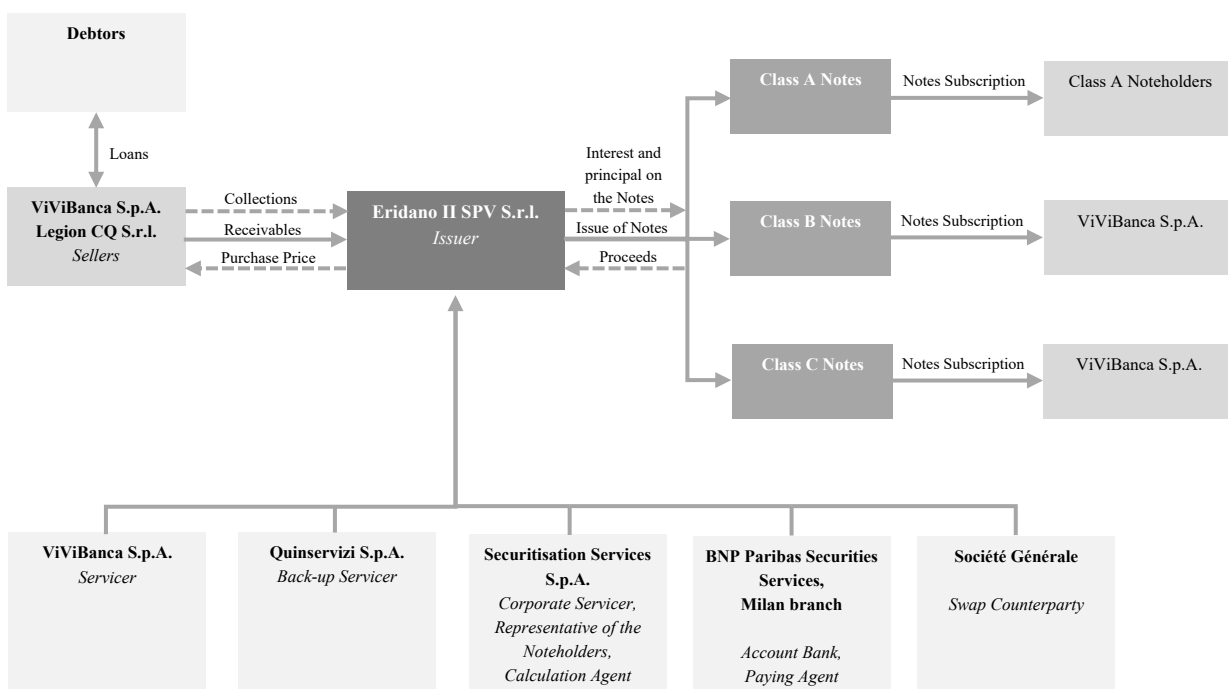 Debtors
Loans
ViViBanca S.p.A.
Legion CQ S.r.l.
Sellers
Collections
Receivables
Purchase Price
Eridano II SPV S.r.l.
Issuer
Interest and
principal on
the Notes
Issue of Notes
Proceeds
Class A Notes
Notes Subscription
Class A Noteholders
Class B Notes
Notes Subscription
ViViBanca S.p.A.
Class C Notes
Notes Subscription
ViViBanca S.p.A.
ViViBanca S.p.A.
Servicer
Quinservizi S.p.A.
Back-up Servicer
Securitisation Services
S.p.A.
Corporate Servicer,
Representative of the
Noteholders,
Calculation Agent
BNP Paribas Securities
Services,
Milan branch
Account Bank,
Paying Agent
Société Générale
Swap Counterparty